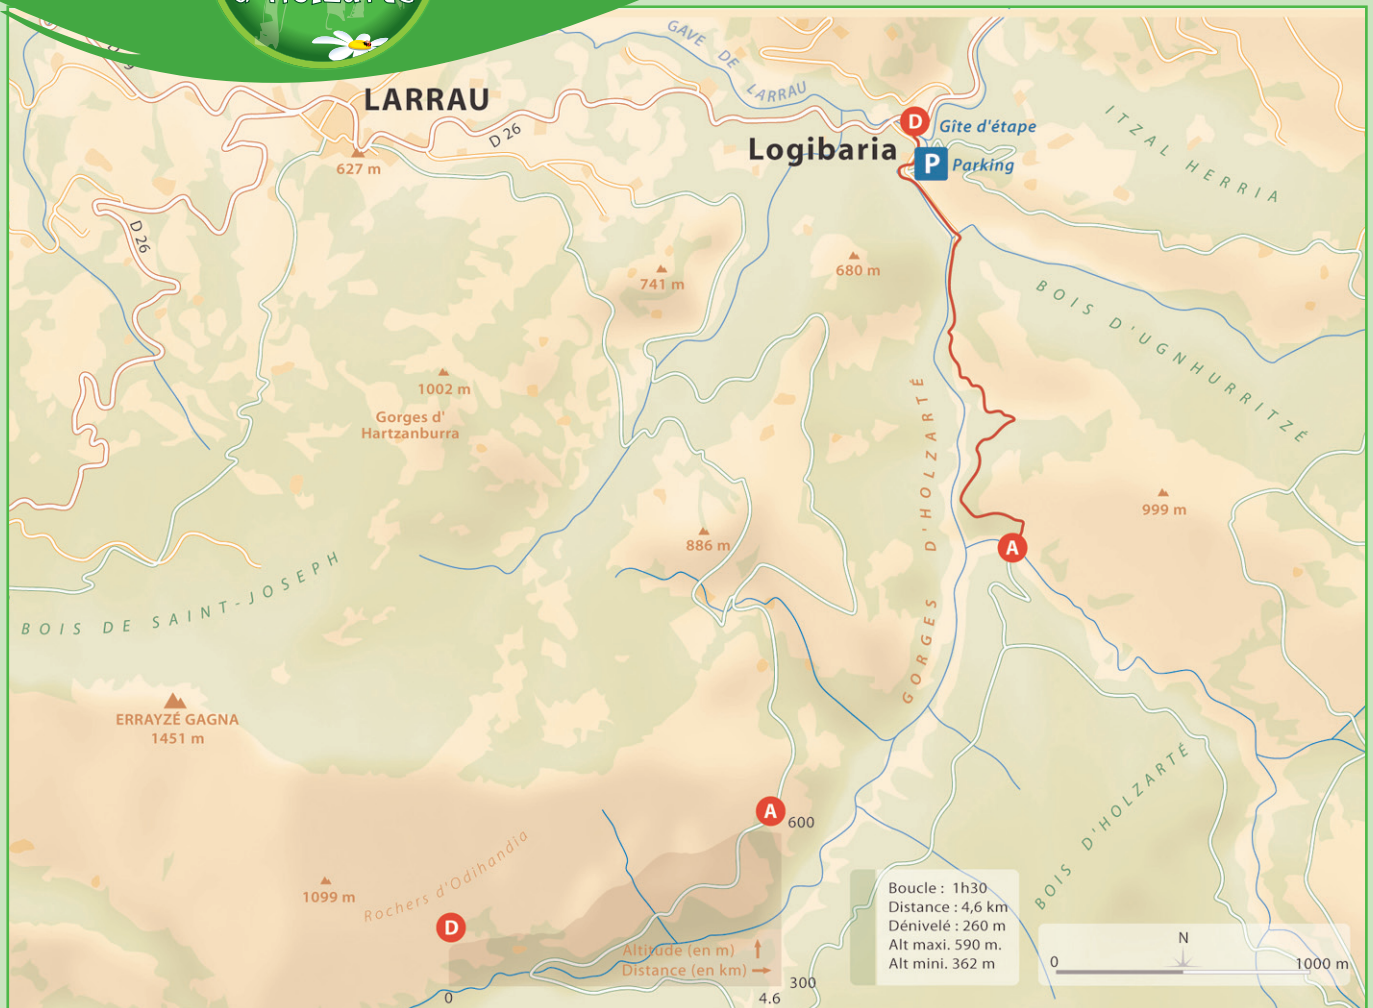 d'Holzarte
GAVE DE LARRAU
LARRAU
D 26
D
Gîte d'étape
Logibaria
P
Parking
ITZAL HERRIA
627 m
D 26
741 m
680 m
BOIS D'UGNHURRITZÉ
1002 m
Gorges d'
Hartzanburra
GORGES D'HOLZARTÉ
999 m
886 m
A
BOIS DE SAINT-JOSEPH
ERRAYZÉ GAGNA
1451 m
BOIS D'HOLZARTÉ
A
600
1099 m
Rochers d'Odihandia
D
Altitude (en m)
Distance (en km)
300
0
4.6
Boucle : 1h30
Distance : 4,6 km
Dénivelé : 260 m
Alt maxi. 590 m.
Alt mini. 362 m
N
0
1000 m